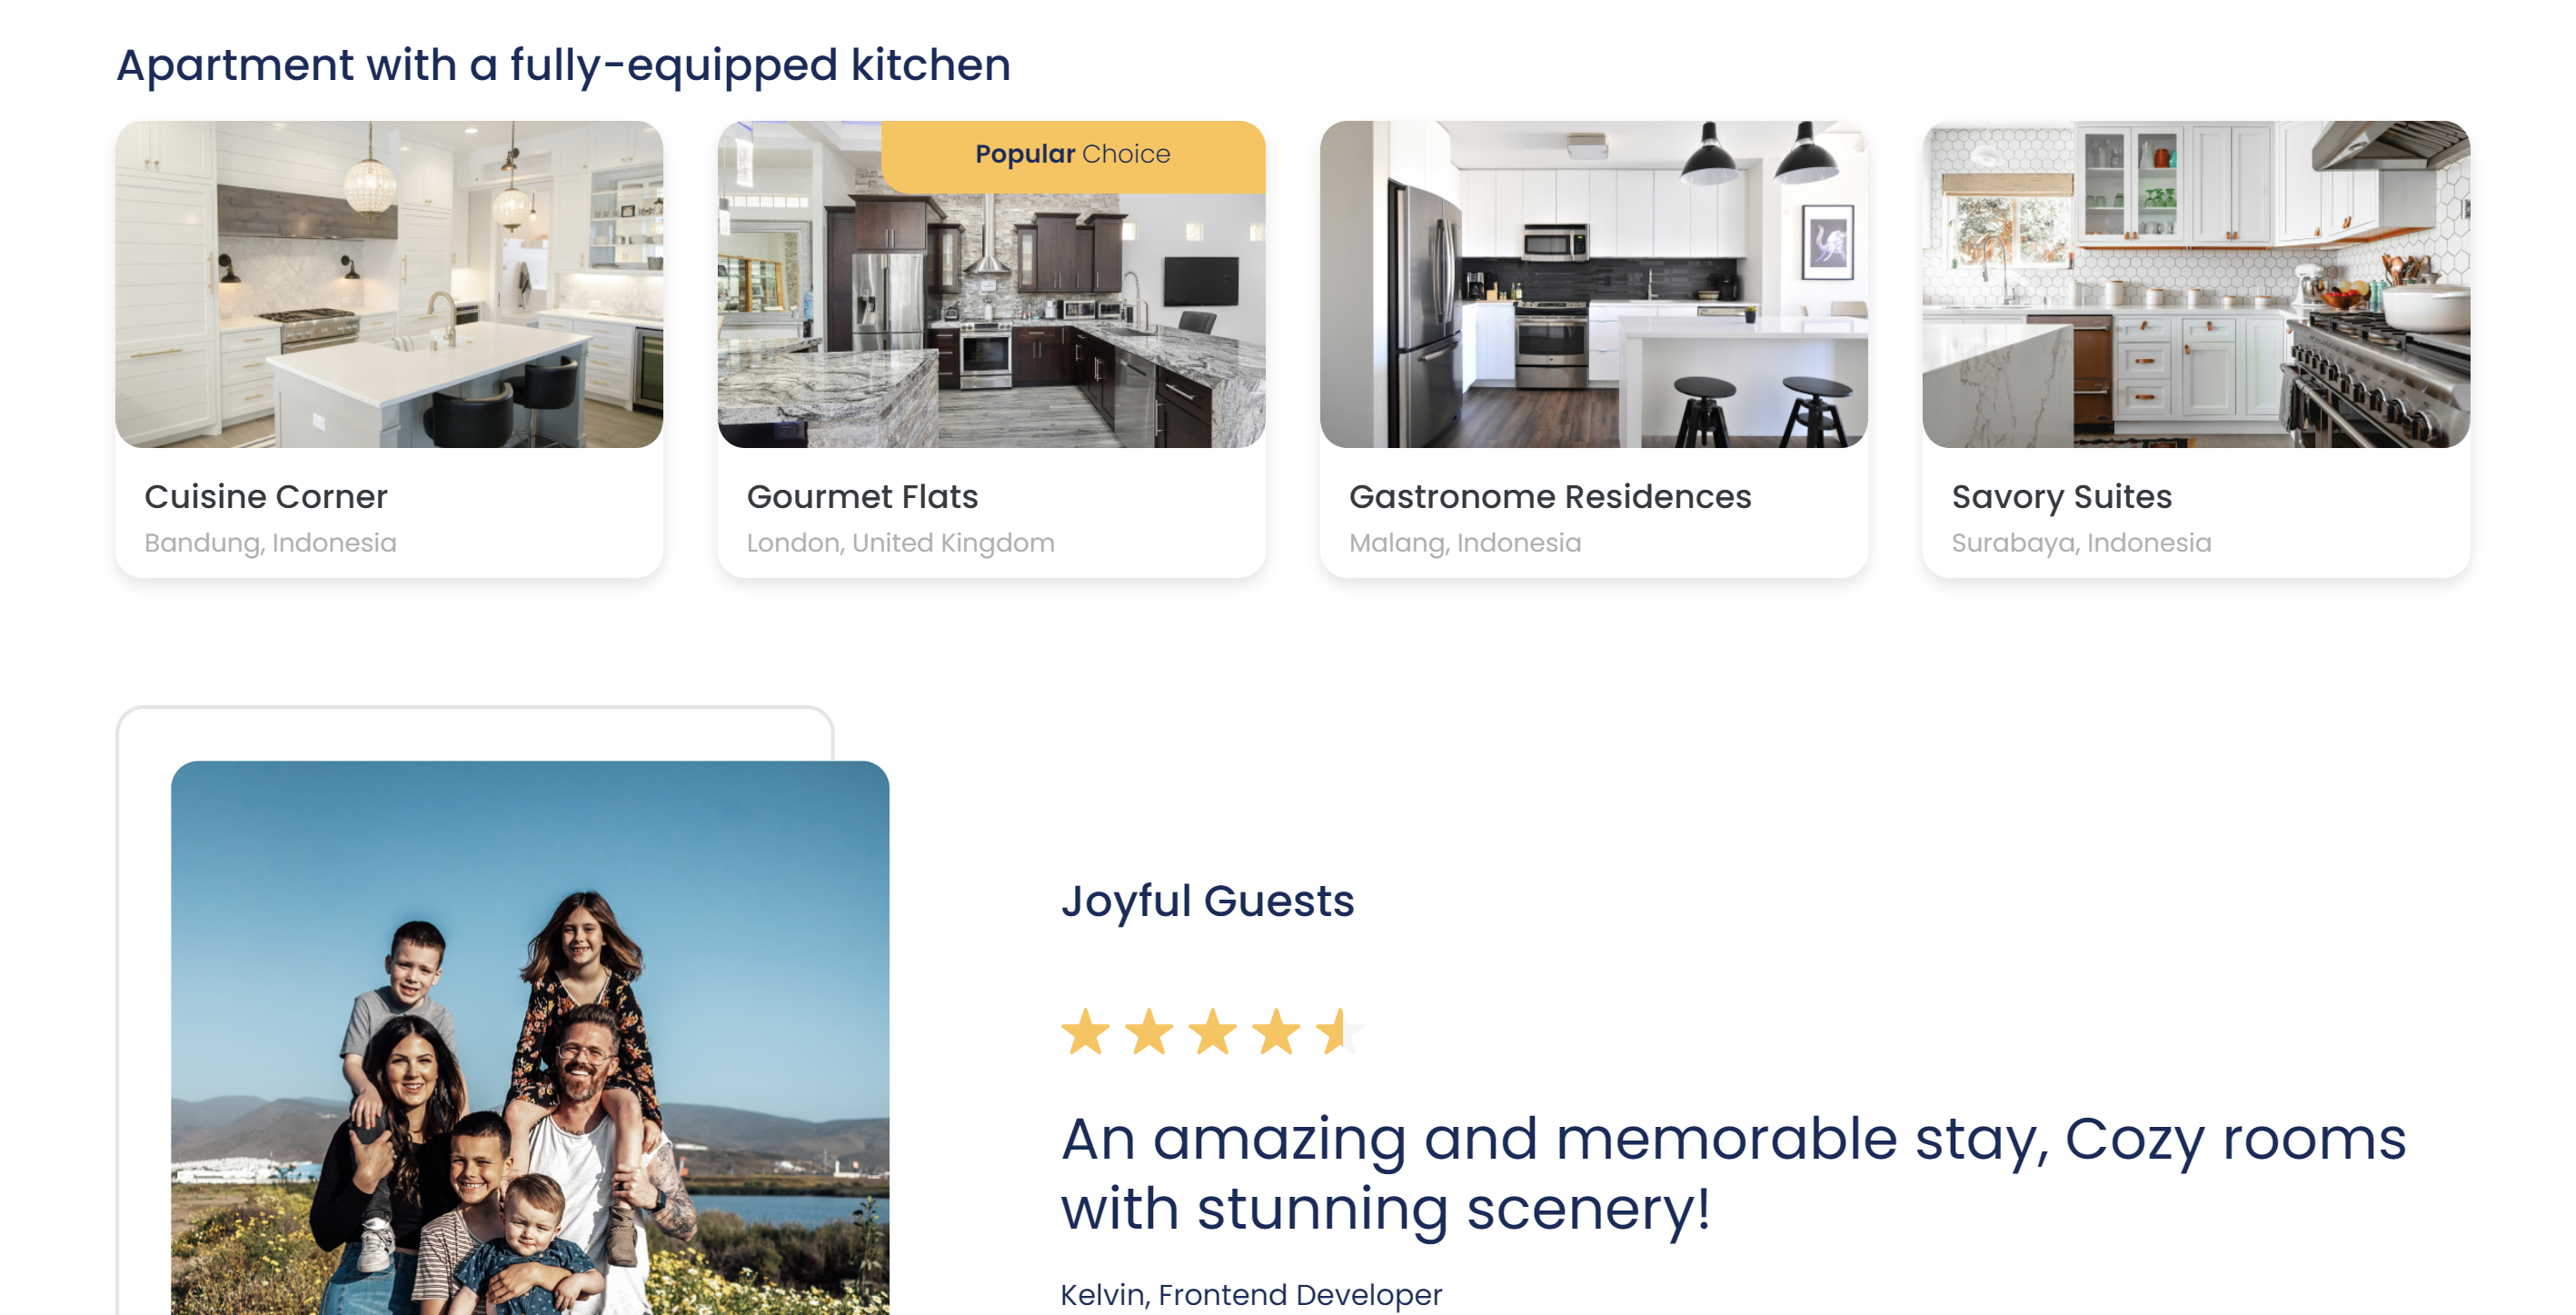 Apartment with a fully-equipped kitchen
Popular Choice
Cuisine Corner
Bandung, Indonesia
Gourmet Flats
London, United Kingdom
Gastronome Residences
Malang, Indonesia
Savory Suites
Surabaya, Indonesia
Joyful Guests
An amazing and memorable stay, Cozy rooms
with stunning scenery!
Kelvin, Frontend Developer